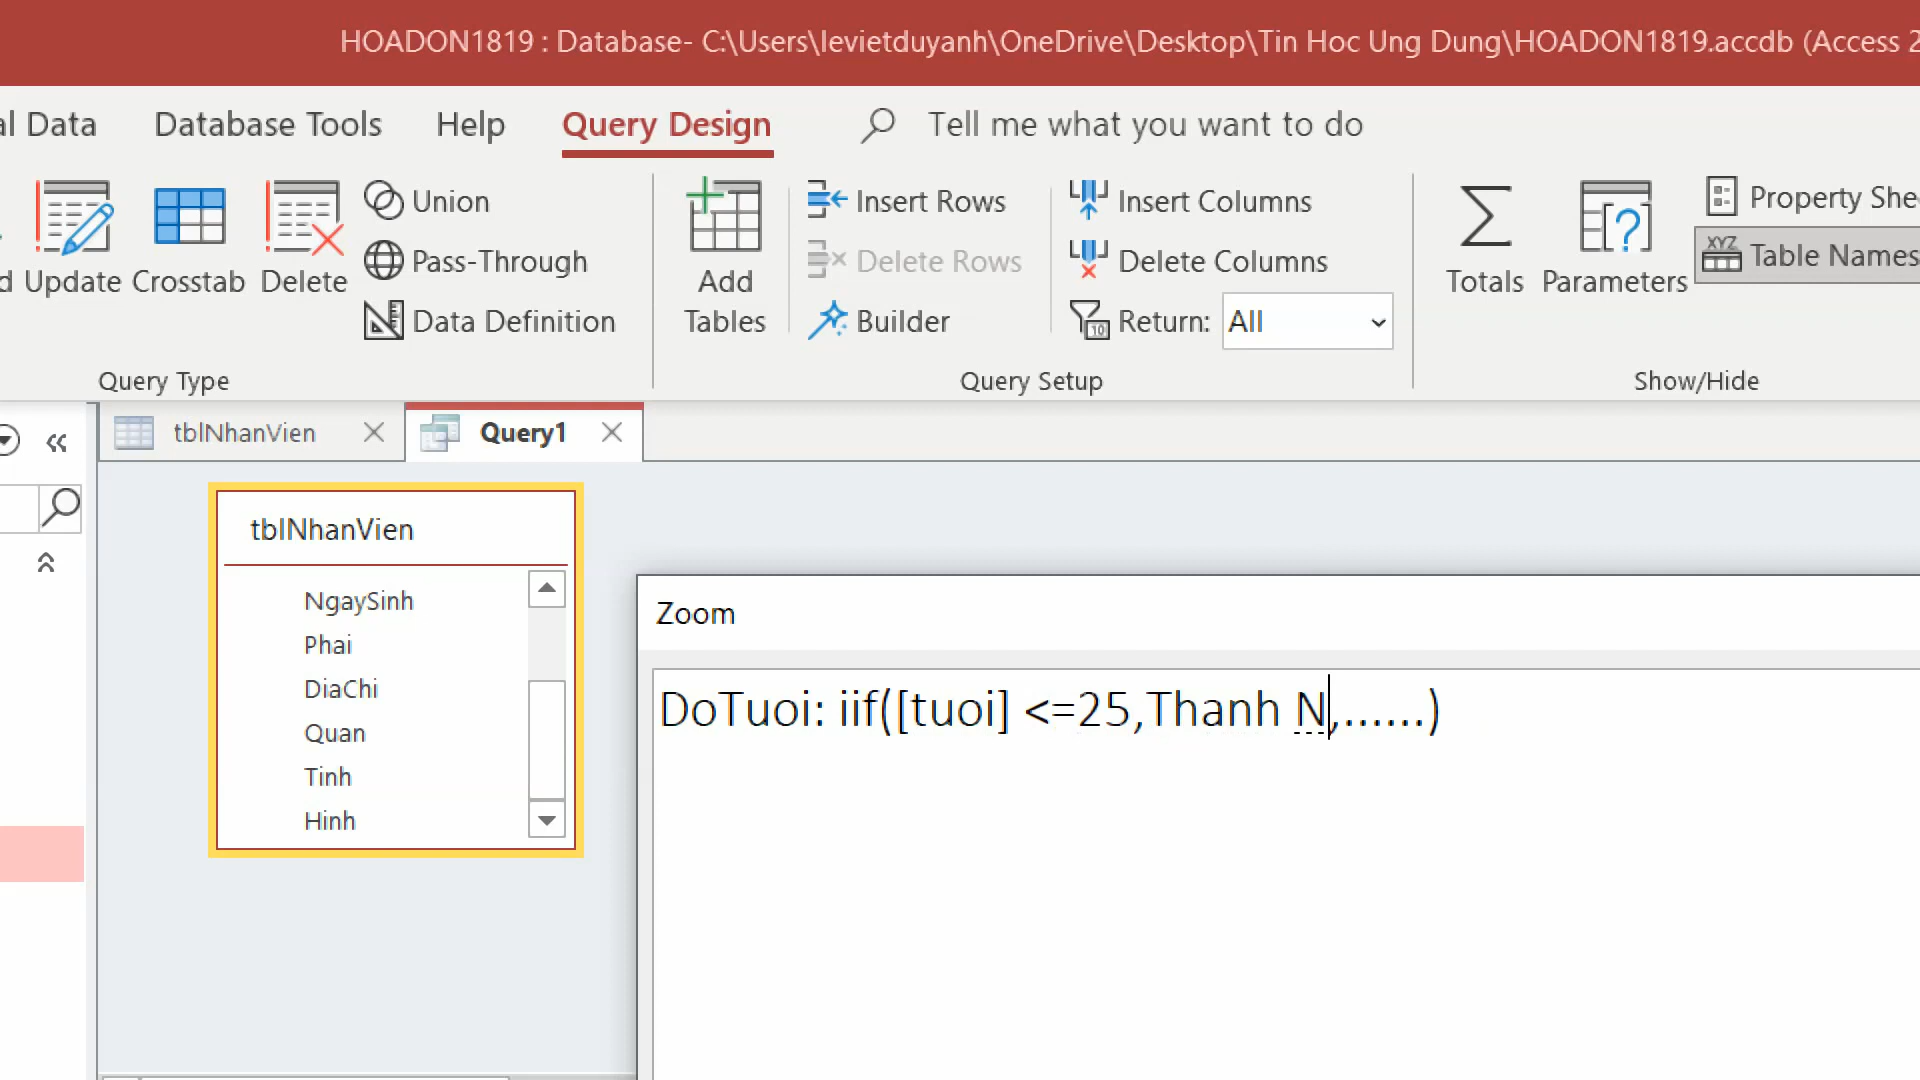 HOADON1819 : Database- C:\Users\levietduyanh\OneDrive\Desktop\Tin Hoc Ung Dung\HOADON1819.accdb (Access 2
al Data Database Tools Help Query Design Tell me what you want to do
d Update Crosstab Delete
Union
Pass-Through
Data Definition
Query Type
Add
Tables
Insert Rows
Delete Rows
Builder
Insert Columns
Delete Columns
10 Return: All
Query Setup
Totals
Parameters
Property She
XYZ Table Names
Show/Hide
tblNhanVien Query1
tblNhanVien
NgaySinh
Phai
DiaChi
Quan
Tinh
Hinh
Zoom
DoTuoi: iif([tuoi] <=25,Thanh N,......)